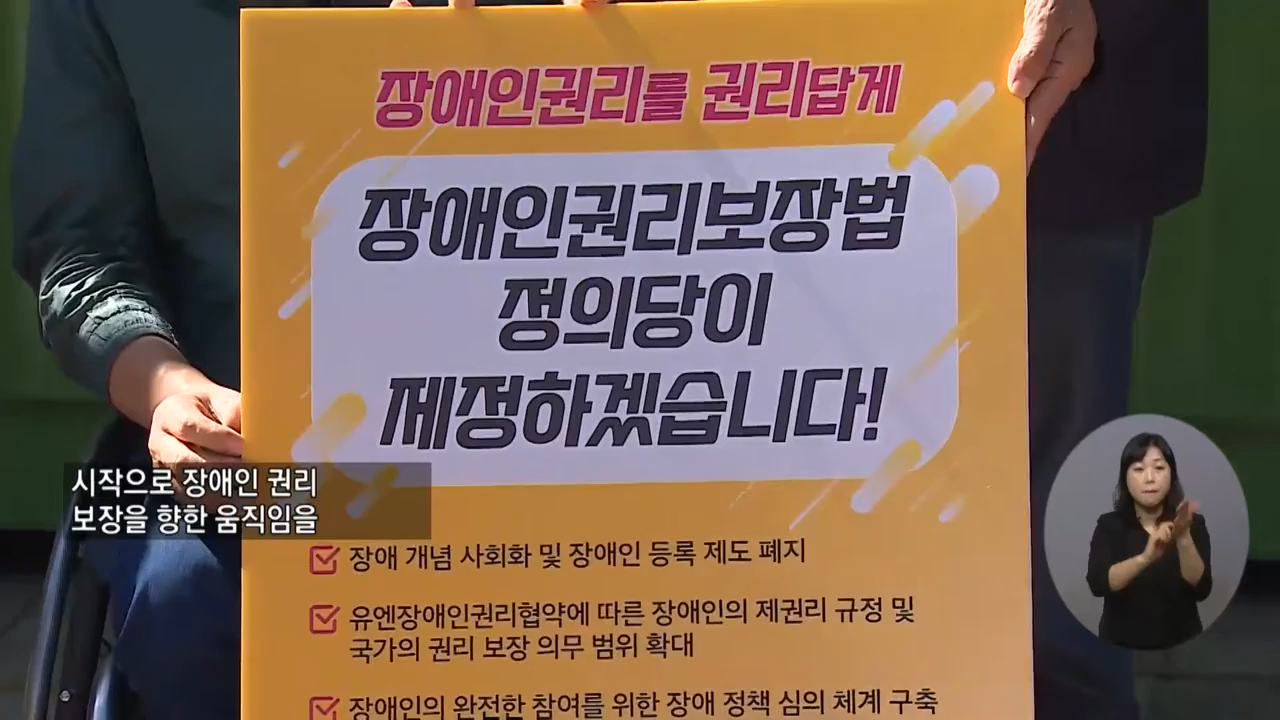 장애인권리를 권리답게
장애인권리보장법
정의당이
제정하겠습니다!
시작으로 장애인 권리
보장을 향한 움직임을
장애 개념 사회화 및 장애인 등록 제도 폐지
유엔장애인권리협약에 따른 장애인의 제권리 규정 및
국가의 권리 보장 의무 범위 확대
장애인의 완전한 참여를 위한 장애 정책 심의 체계 구축